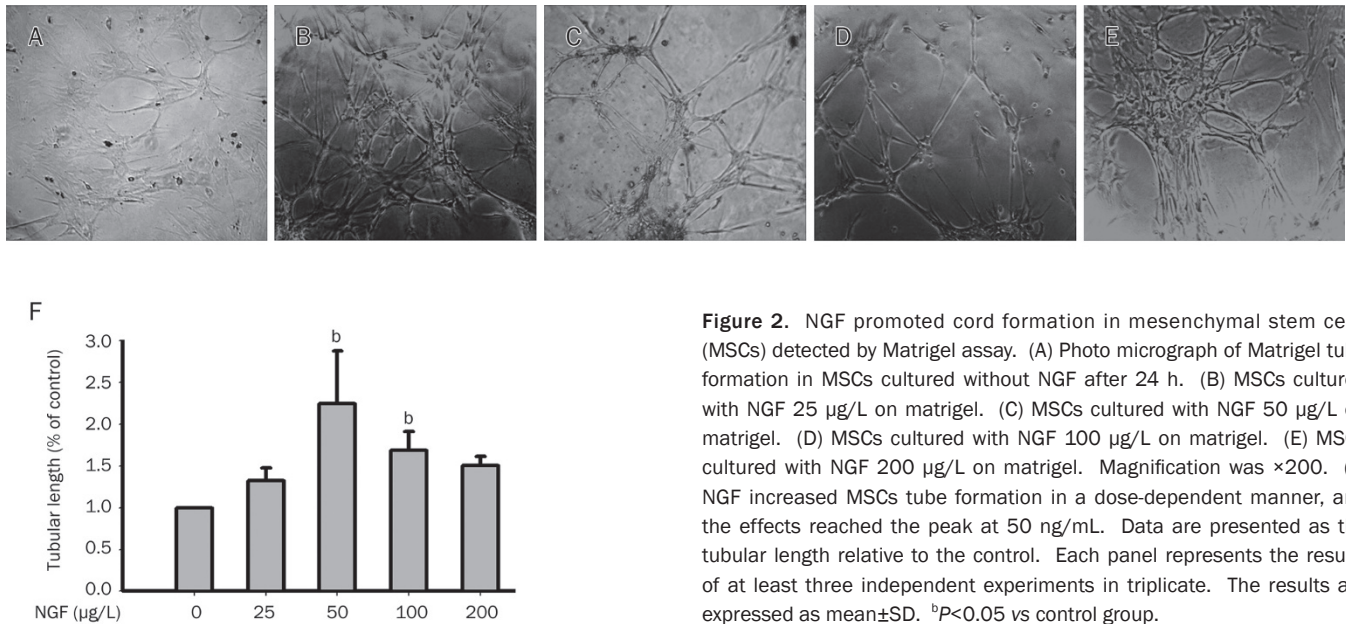 A
B
C
D
E
F
Tubular length (% of control)
3.0
2.5
2.0
1.5
1.0
0.5
0.0
b
b
NGF (µg/L) 0 25 50 100 200
Figure 2. NGF promoted cord formation in mesenchymal stem
(MSCs) detected by Matrigel assay. (A) Photo micrograph of Matrigel
formation in MSCs cultured without NGF after 24 h. (B) MSCs
with NGF 25 µg/L on matrigel. (C) MSCs cultured with NGF 50 µg/L
matrigel. (D) MSCs cultured with NGF 100 µg/L on matrigel. (E)
cultured with NGF 200 µg/L on matrigel. Magnification was ×200.
NGF increased MSCs tube formation in a dose-dependent manner,
the effects reached the peak at 50 ng/mL. Data are presented as
tubular length relative to the control. Each panel represents the
of at least three independent experiments in triplicate. The results
expressed as mean±SD. bP<0.05 vs control group.